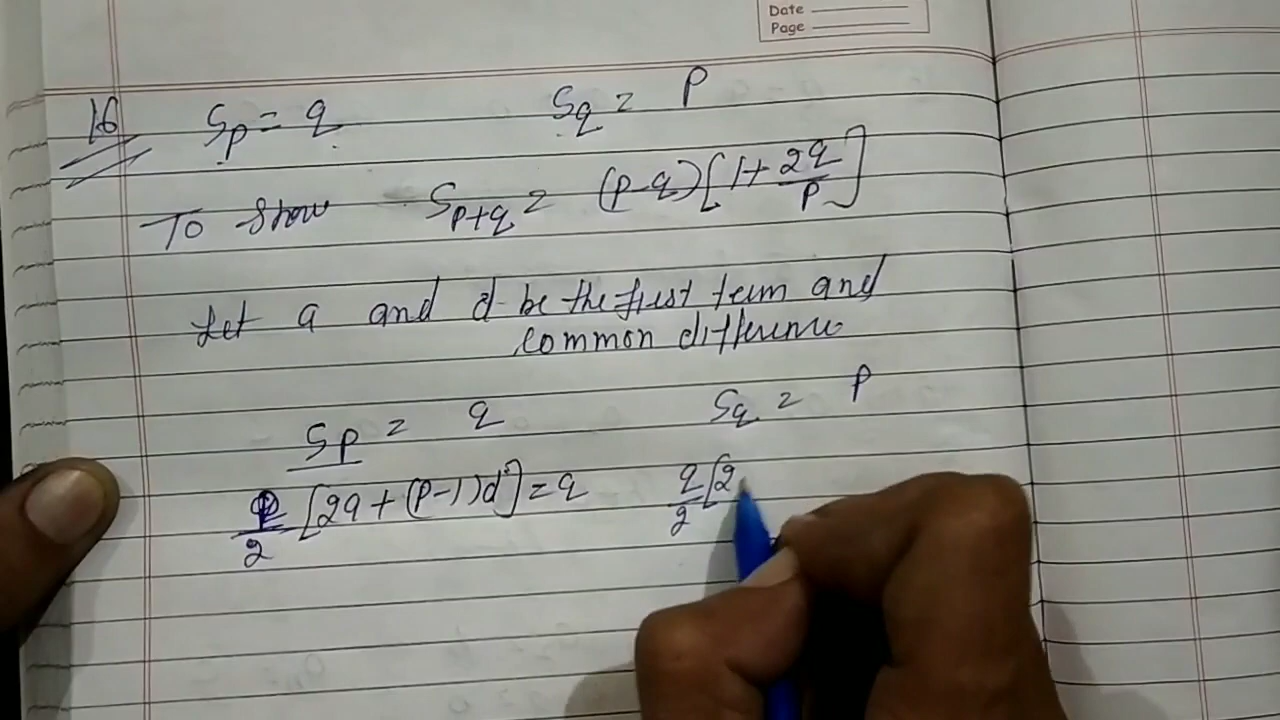 Date
Page
16 Sp = q Sq = P
To show Sp+q = (p-q)[1+ 2q/p]
Let a and d be the first term and
common difference
Sp = q Sq = P
p/2 [2a + (p-1)d] = q q/2 [2